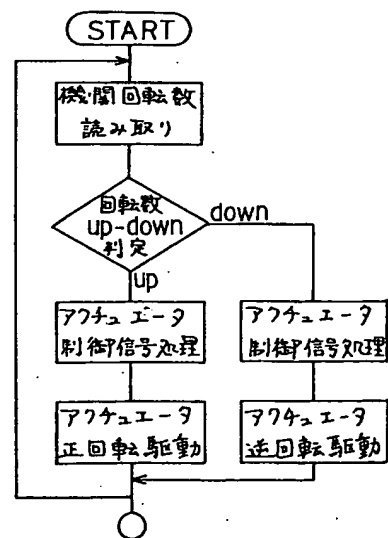 START
機関回転数
読み取り
回転数
up-down
判定
down
up
アクチュエータ
制御信号処理
アクチュエータ
制御信号処理
アクチュエータ
正回転駆動
アクチュエータ
逆回転駆動